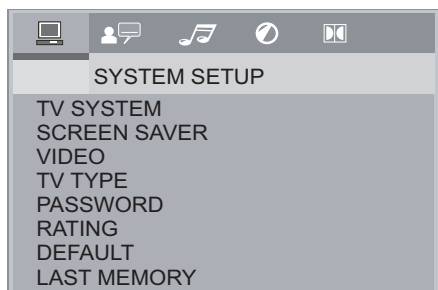 SYSTEM SETUP
TV SYSTEM
SCREEN SAVER
VIDEO
TV TYPE
PASSWORD
RATING
DEFAULT
LAST MEMORY